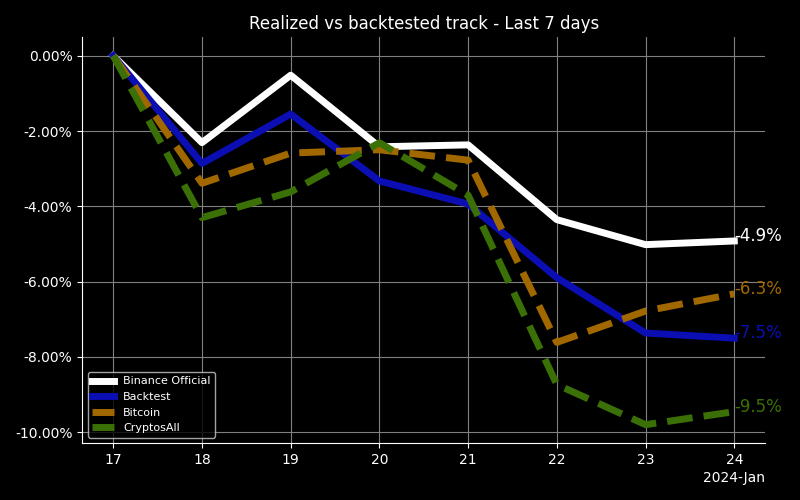 Realized vs backtested track - Last 7 days
0.00%
-2.00%
-4.00%
-6.00%
-8.00%
-10.00%
-4.9%
-6.3%
-7.5%
-9.5%
Binance Official
Backtest
Bitcoin
CryptosAll
17 18 19 20 21 22 23 24
2024-Jan